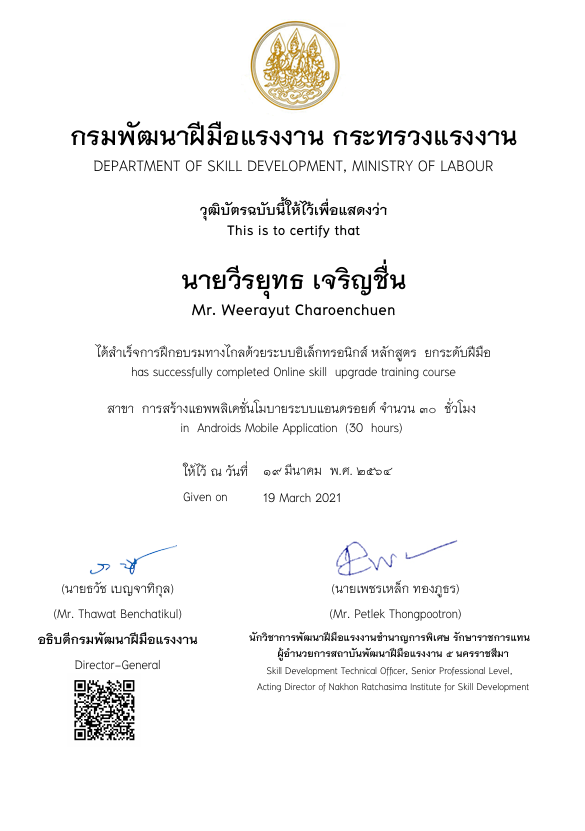 กรมพัฒนาฝีมือแรงงาน กระทรวงแรงงาน
DEPARTMENT OF SKILL DEVELOPMENT, MINISTRY OF LABOUR
วุฒิบัตรฉบับนี้ให้ไว้เพื่อแสดงว่า
This is to certify that
นายวีรยุทธ เจริญชื่น
Mr. Weerayut Charoenchuen
ได้สำเร็จการฝึกอบรมทางไกลด้วยระบบอิเล็กทรอนิกส์ หลักสูตร ยกระดับฝีมือ
has successfully completed Online skill upgrade training course
สาขา การสร้างแอพพลิเคชั่นโมบายระบบแอนดรอยด์ จำนวน ๓๐ ชั่วโมง
in Androids Mobile Application (30 hours)
ให้ไว้ ณ วันที่ ๑๙ มีนาคม พ.ศ. ๒๕๖๔
Given on 19 March 2021
(นายธวัช เบญจาทิกุล)
(Mr. Thawat Benchatikul)
อธิบดีกรมพัฒนาฝีมือแรงงาน
Director-General
(นายเพชรเหล็ก ทองภูธร)
(Mr. Petlek Thongpootron)
นักวิชาการพัฒนาฝีมือแรงงานชำนาญการพิเศษ รักษาราชการแทน
ผู้อำนวยการสถาบันพัฒนาฝีมือแรงงาน ๕ นครราชสีมา
Skill Development Technical Officer, Senior Professional Level,
Acting Director of Nakhon Ratchasima Institute for Skill Development